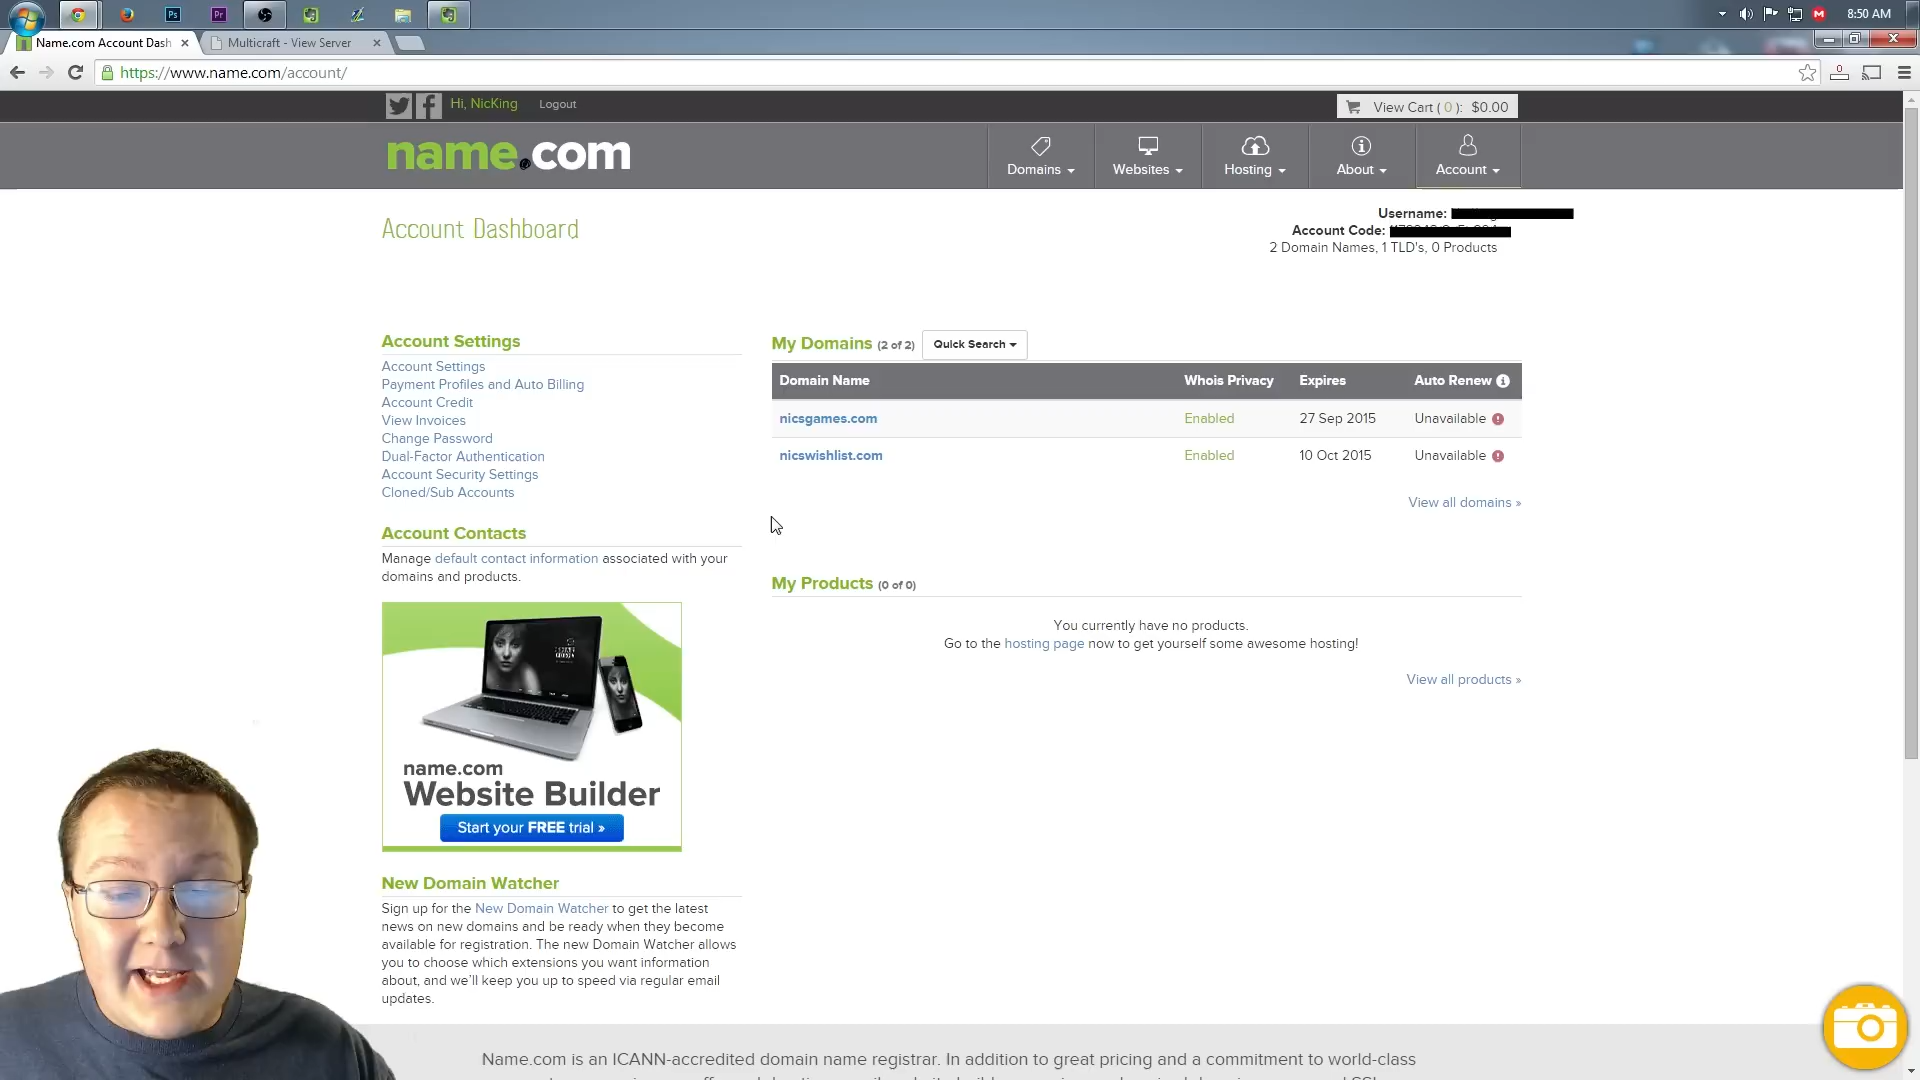 Ps
Pr
8:50 AM
Name.com Account Dash
Multicraft - View Server
https://www.name.com/account/
0
Hi, NicKing
Logout
View Cart ( 0 ): $0.00
name.com
Domains
Websites
Hosting
About
Account
Account Dashboard
Username:
Account Code:
2 Domain Names, 1 TLD's, 0 Products
Account Settings
Account Settings
Payment Profiles and Auto Billing
Account Credit
View Invoices
Change Password
Dual-Factor Authentication
Account Security Settings
Cloned/Sub Accounts
Account Contacts
Manage default contact information associated with your
domains and products.
name.com
Website Builder
Start your FREE trial »
New Domain Watcher
Sign up for the New Domain Watcher to get the latest
news on new domains and be ready when they become
available for registration. The new Domain Watcher allows
you to choose which extensions you want information
about, and we'll keep you up to speed via regular email
updates.
My Domains (2 of 2) Quick Search
Domain Name Whois Privacy Expires Auto Renew
nicsgames.com Enabled 27 Sep 2015 Unavailable
nicswishlist.com Enabled 10 Oct 2015 Unavailable
View all domains »
My Products (0 of 0)
You currently have no products.
Go to the hosting page now to get yourself some awesome hosting!
View all products »
Name.com is an ICANN-accredited domain name registrar. In addition to great pricing and a commitment to world-class